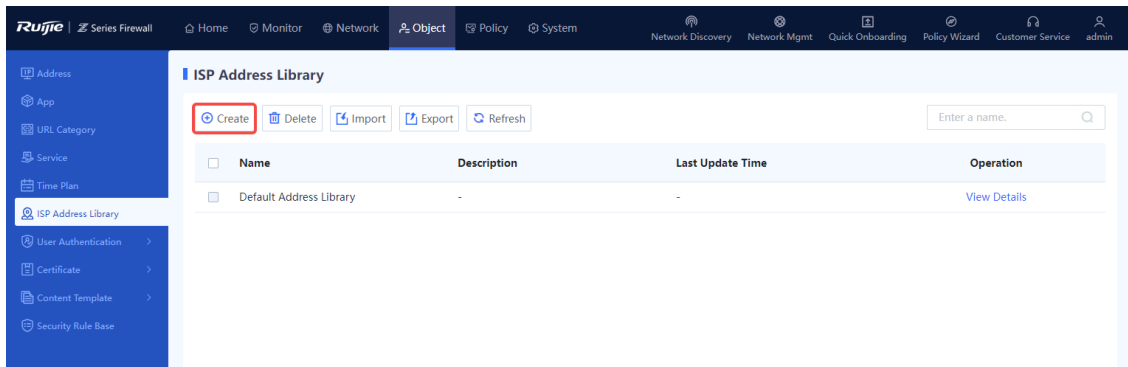 Ruijie | Z Series Firewall Home Monitor Network Object Policy System Network Discovery Network Mgmt Quick Onboarding Policy Wizard Customer Service admin
Address
App
URL Category
Service
Time Plan
ISP Address Library
User Authentication
Certificate
Content Template
Security Rule Base
ISP Address Library
Create Delete Import Export Refresh Enter a name.
Name Description Last Update Time Operation
Default Address Library - - View Details